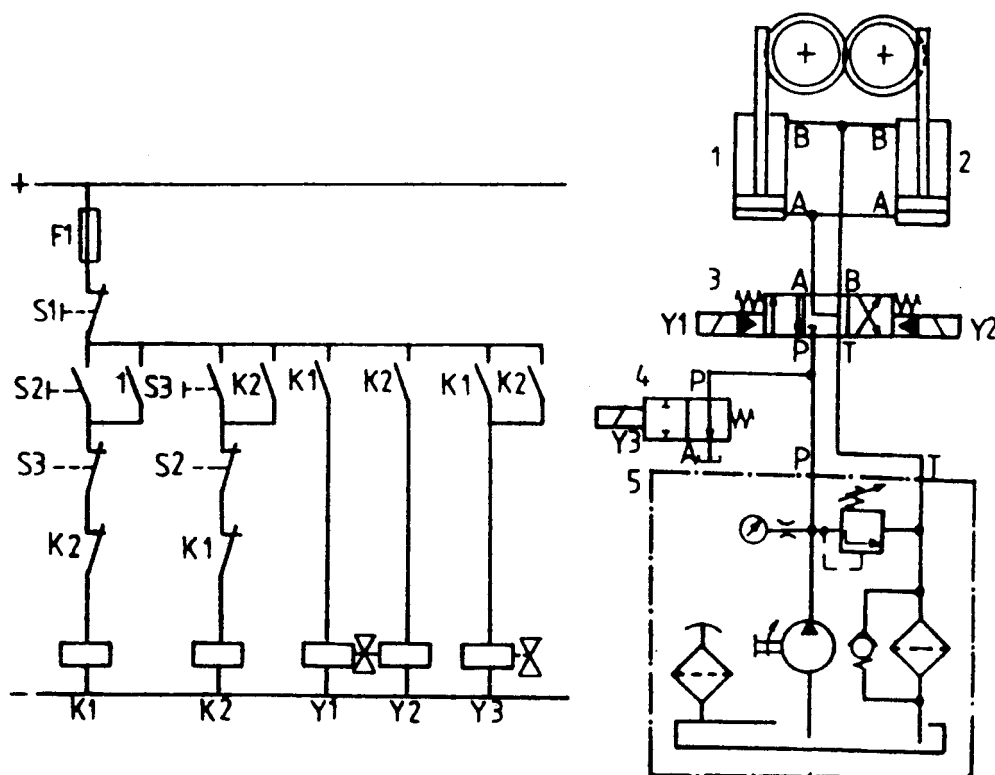 +
F1
S1
S2 1 S3 K2 K1 K2 K1 K2
S3 S2
K2 K1
-
K1 K2 Y1 Y2 Y3
+ +
B B
1 2
A A
3 A B
Y1 Y2
P T
4 P
Y3
A
5 P T